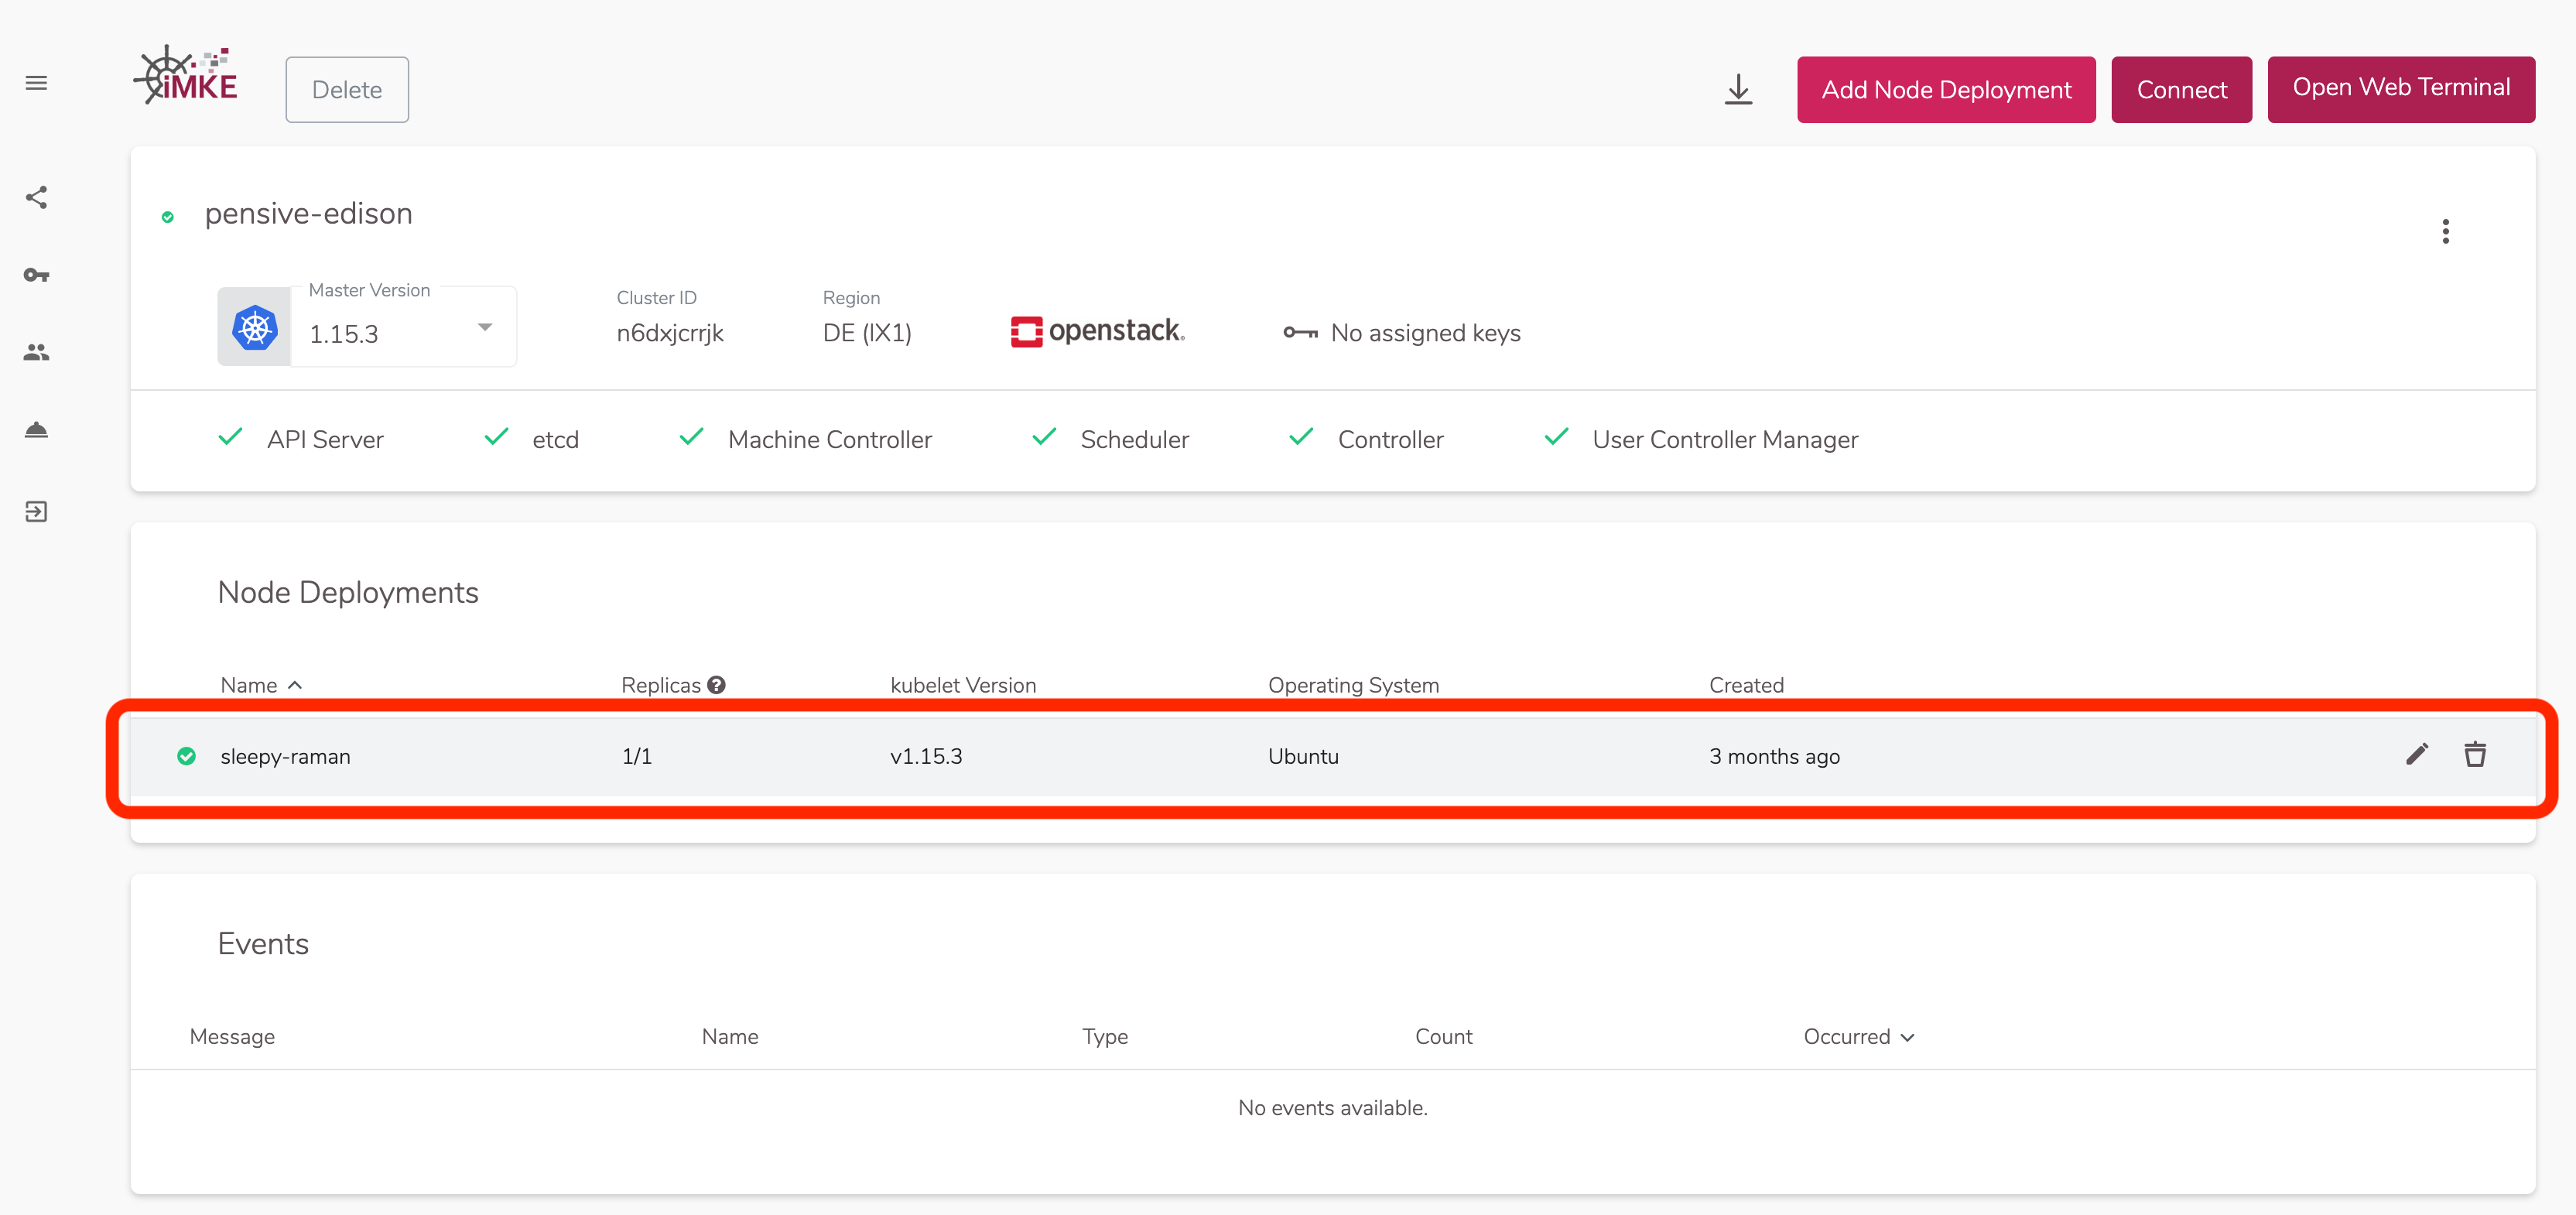 iMKE
Delete
Add Node Deployment
Connect
Open Web Terminal
pensive-edison
Master Version
1.15.3
Cluster ID
n6dxjcrrjk
Region
DE (IX1)
openstack.
No assigned keys
API Server
etcd
Machine Controller
Scheduler
Controller
User Controller Manager
Node Deployments
Name Replicas ? kubelet Version Operating System Created
sleepy-raman 1/1 v1.15.3 Ubuntu 3 months ago
Events
Message Name Type Count Occurred
No events available.